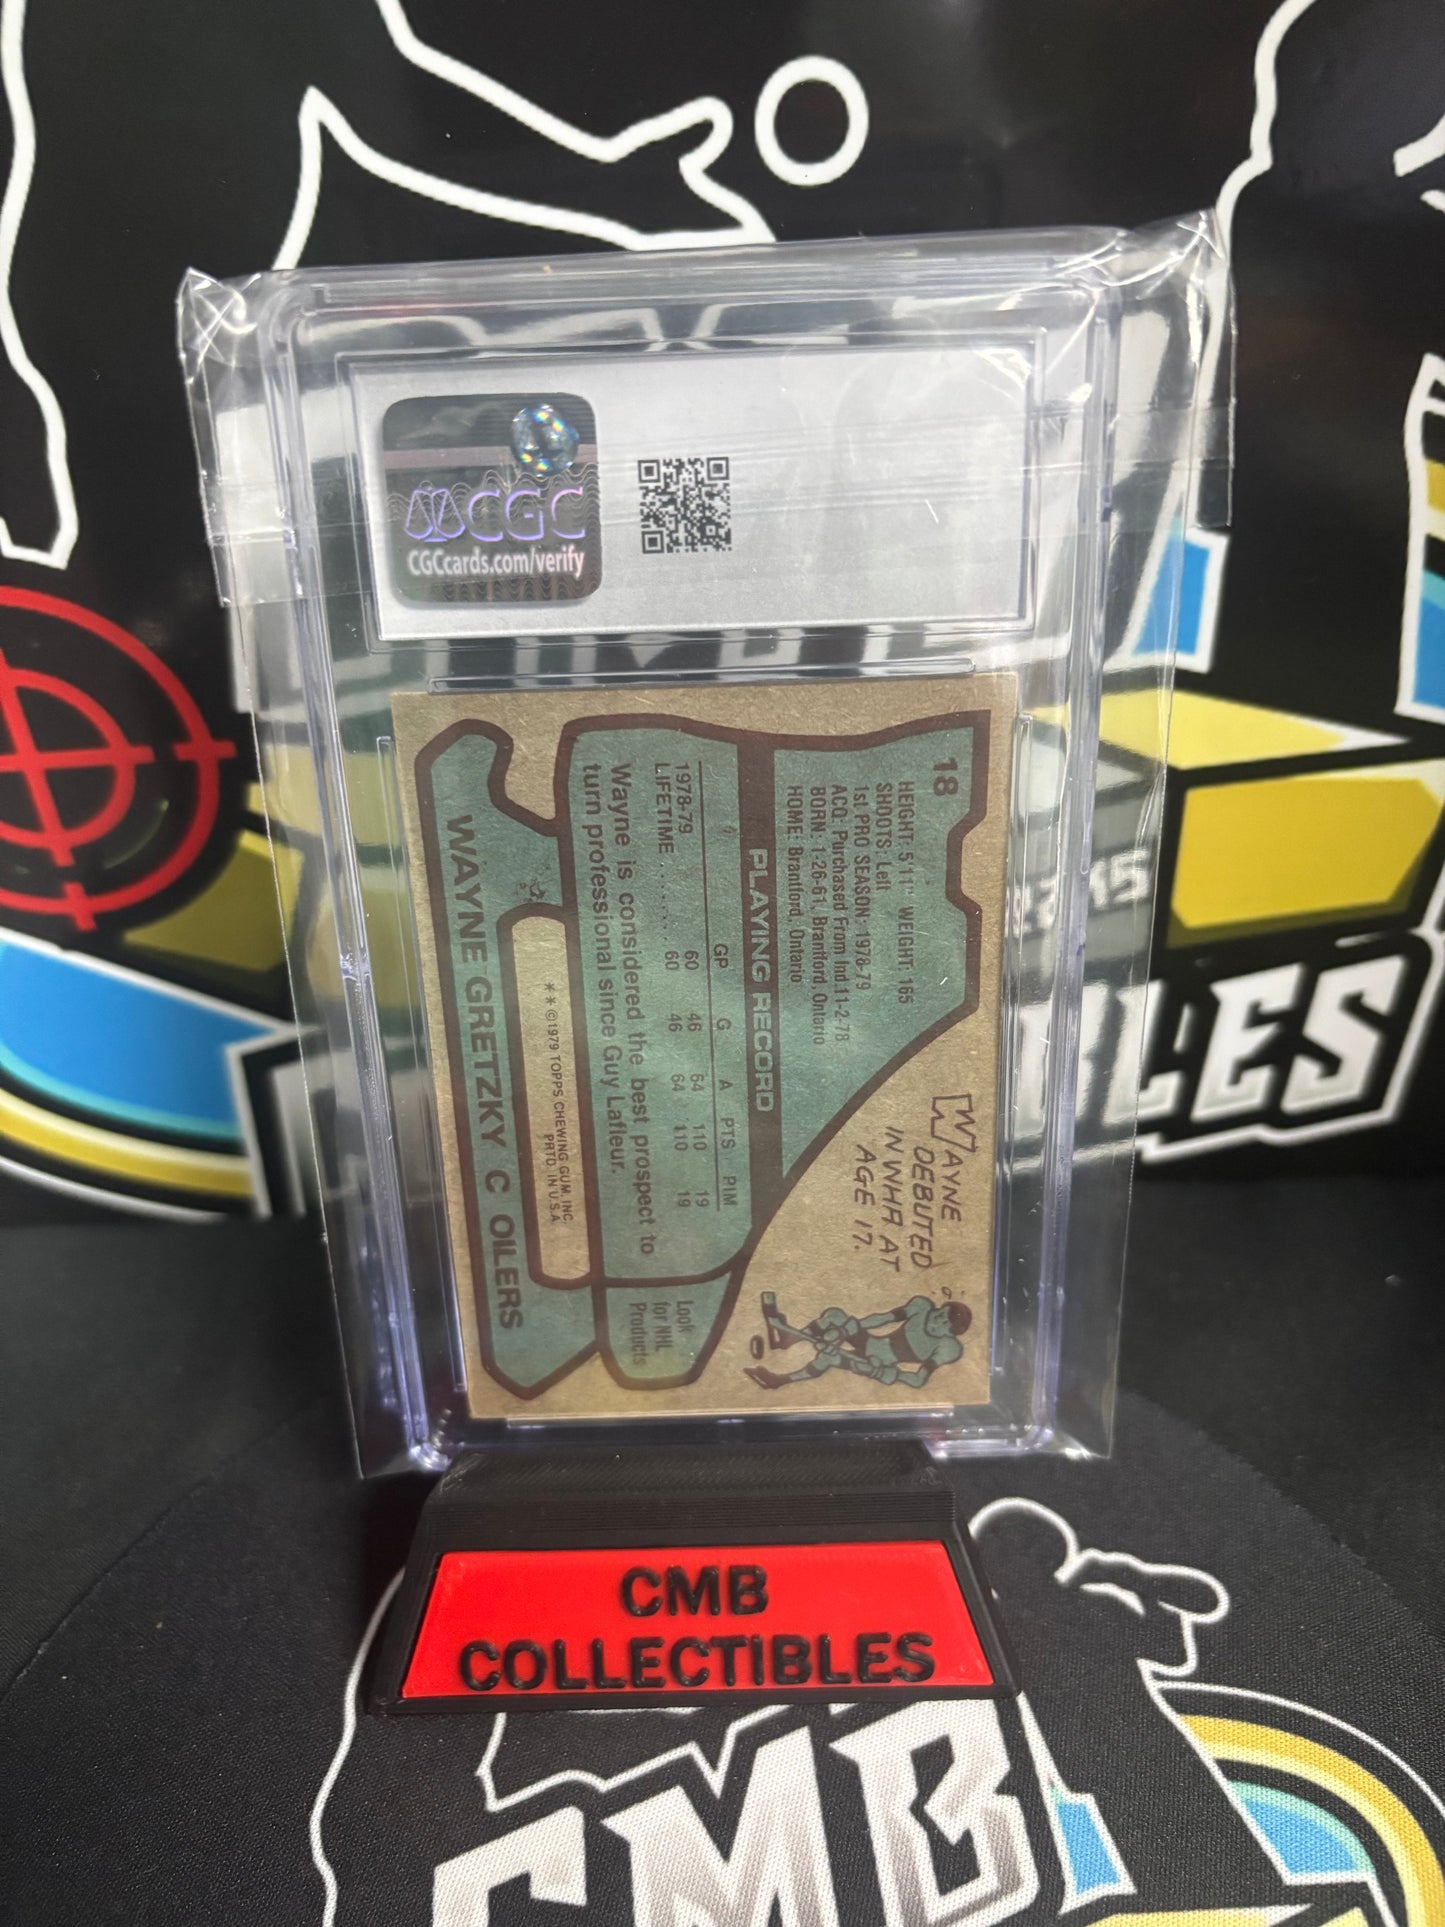 CGC
CGCcards.com/verify
18
HEIGHT: 5'11" WEIGHT: 165
SHOOTS: Left
1st PRO SEASON: 1978-79
ACQ: Purchased From Ind. 11-2-78
BORN: 1-26-61, Brantford, Ontario
HOME: Brantford, Ontario
WAYNE
DEBUTED
IN WHA AT
AGE 17.
PLAYING RECORD
GP G A PTS PIM
1978-79 60 46 64 110 19
LIFETIME ........ 60 46 64 110 19
Wayne is considered the best prospect to
turn professional since Guy Lafleur.
Look
for NHL
Products
**©1979 TOPPS CHEWING GUM, INC.
PRTD. IN U.S.A.
WAYNE GRETZKY C OILERS
CMB
COLLECTIBLES
CMB